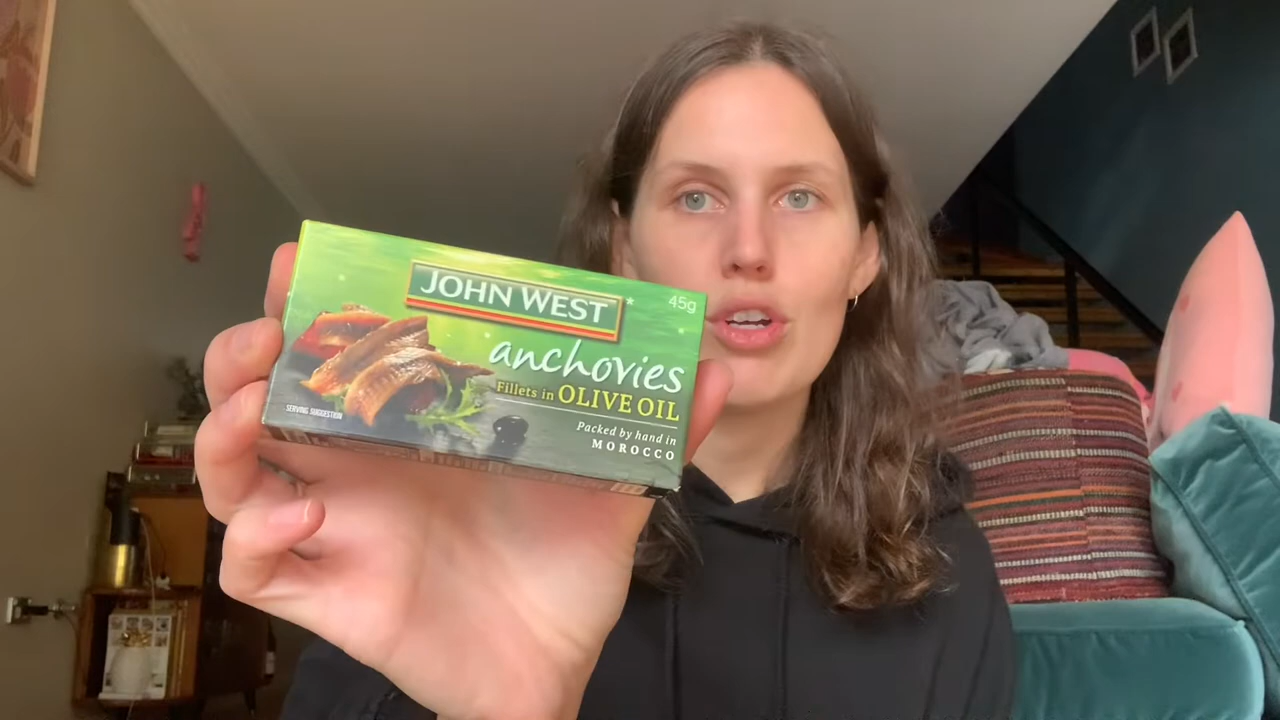 JOHN WEST*
45g
anchovies
Fillets in OLIVE OIL
Packed by hand in
MOROCCO
SERVING SUGGESTION